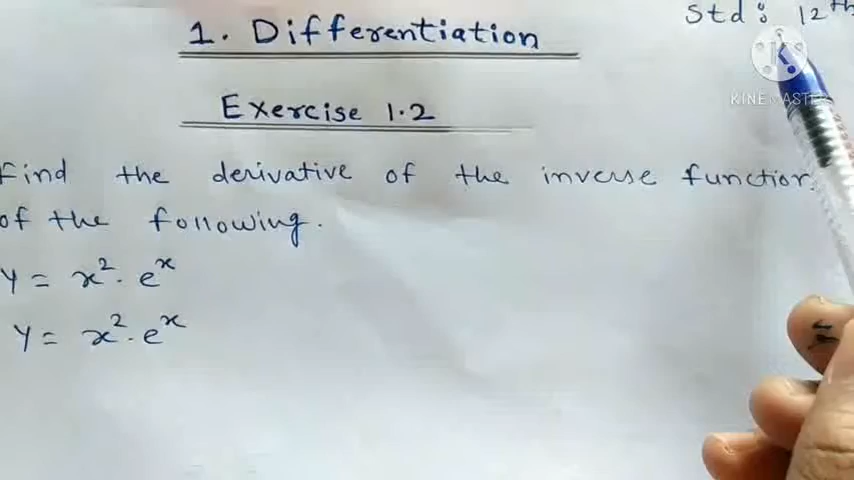 Std : 12th
1. Differentiation
KINEMASTER
Exercise 1.2
Find the derivative of the inverse function
of the following.
y = x². eˣ
y = x². eˣ